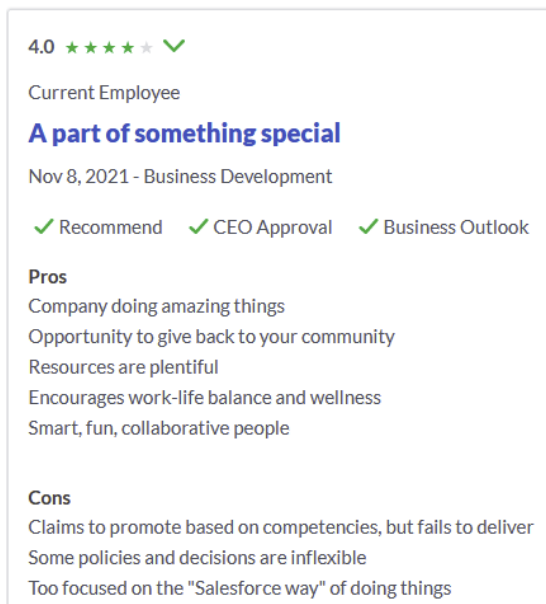 4.0
Current Employee
A part of something special
Nov 8, 2021 - Business Development
Recommend CEO Approval Business Outlook
Pros
Company doing amazing things
Opportunity to give back to your community
Resources are plentiful
Encourages work-life balance and wellness
Smart, fun, collaborative people
Cons
Claims to promote based on competencies, but fails to deliver
Some policies and decisions are inflexible
Too focused on the "Salesforce way" of doing things